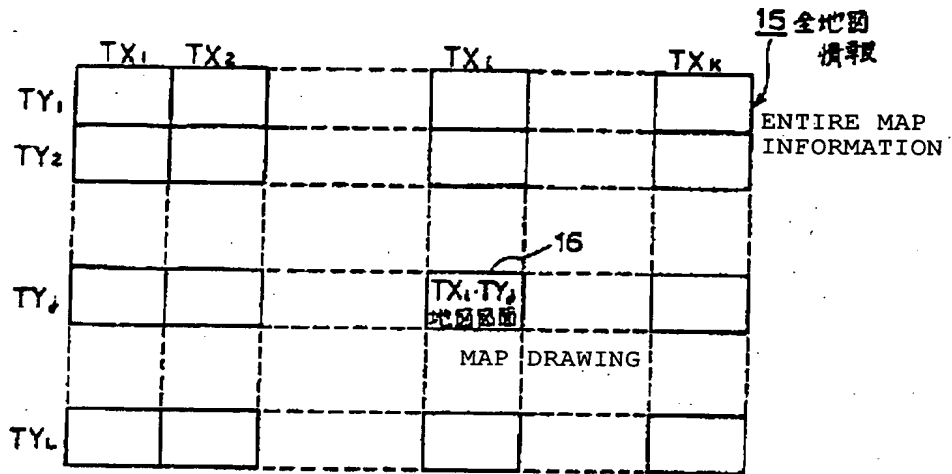 15 全地図
情報
TX₁ TX₂ TXᵢ TXₖ
TY₁
ENTIRE MAP
TY₂
INFORMATION
16
TYⱼ
TXᵢ・TYⱼ
地図図面
MAP DRAWING
TY_L